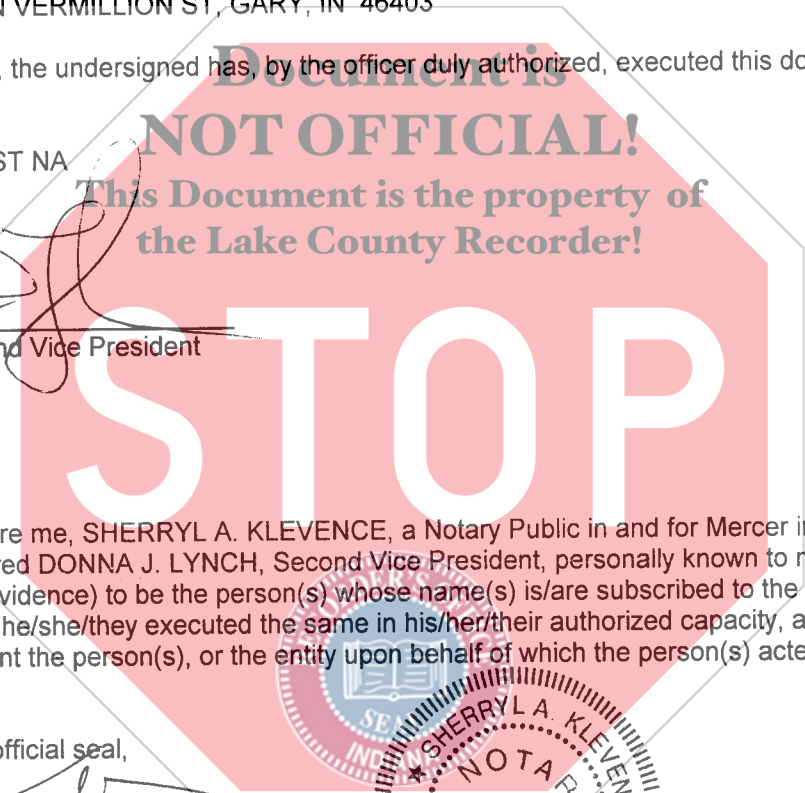 VERMILLION ST, GARY, IN 46403
Document is
, the undersigned has, by the officer duly authorized, executed this do
NOT OFFICIAL!
ST NA
This Document is the property of
the Lake County Recorder!
nd Vice President
STOP
re me, SHERRYL A. KLEVENCE, a Notary Public in and for Mercer i
ed DONNA J. LYNCH, Second Vice President, personally known to
vidence) to be the person(s) whose name(s) is/are subscribed to the
he/she/they executed the same in his/her/their authorized capacity, a
nt the person(s), or the entity upon behalf of which the person(s) acte
RECORDER'S
SEAL
INDIANA
official seal,
★ SHERRYL A. KLEVEN
NOTA